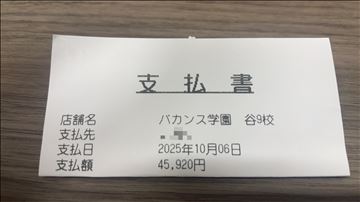 支払書
店舗名 バカンス学園 谷9校
支払先
支払日 2025年10月06日
支払額 45,920円